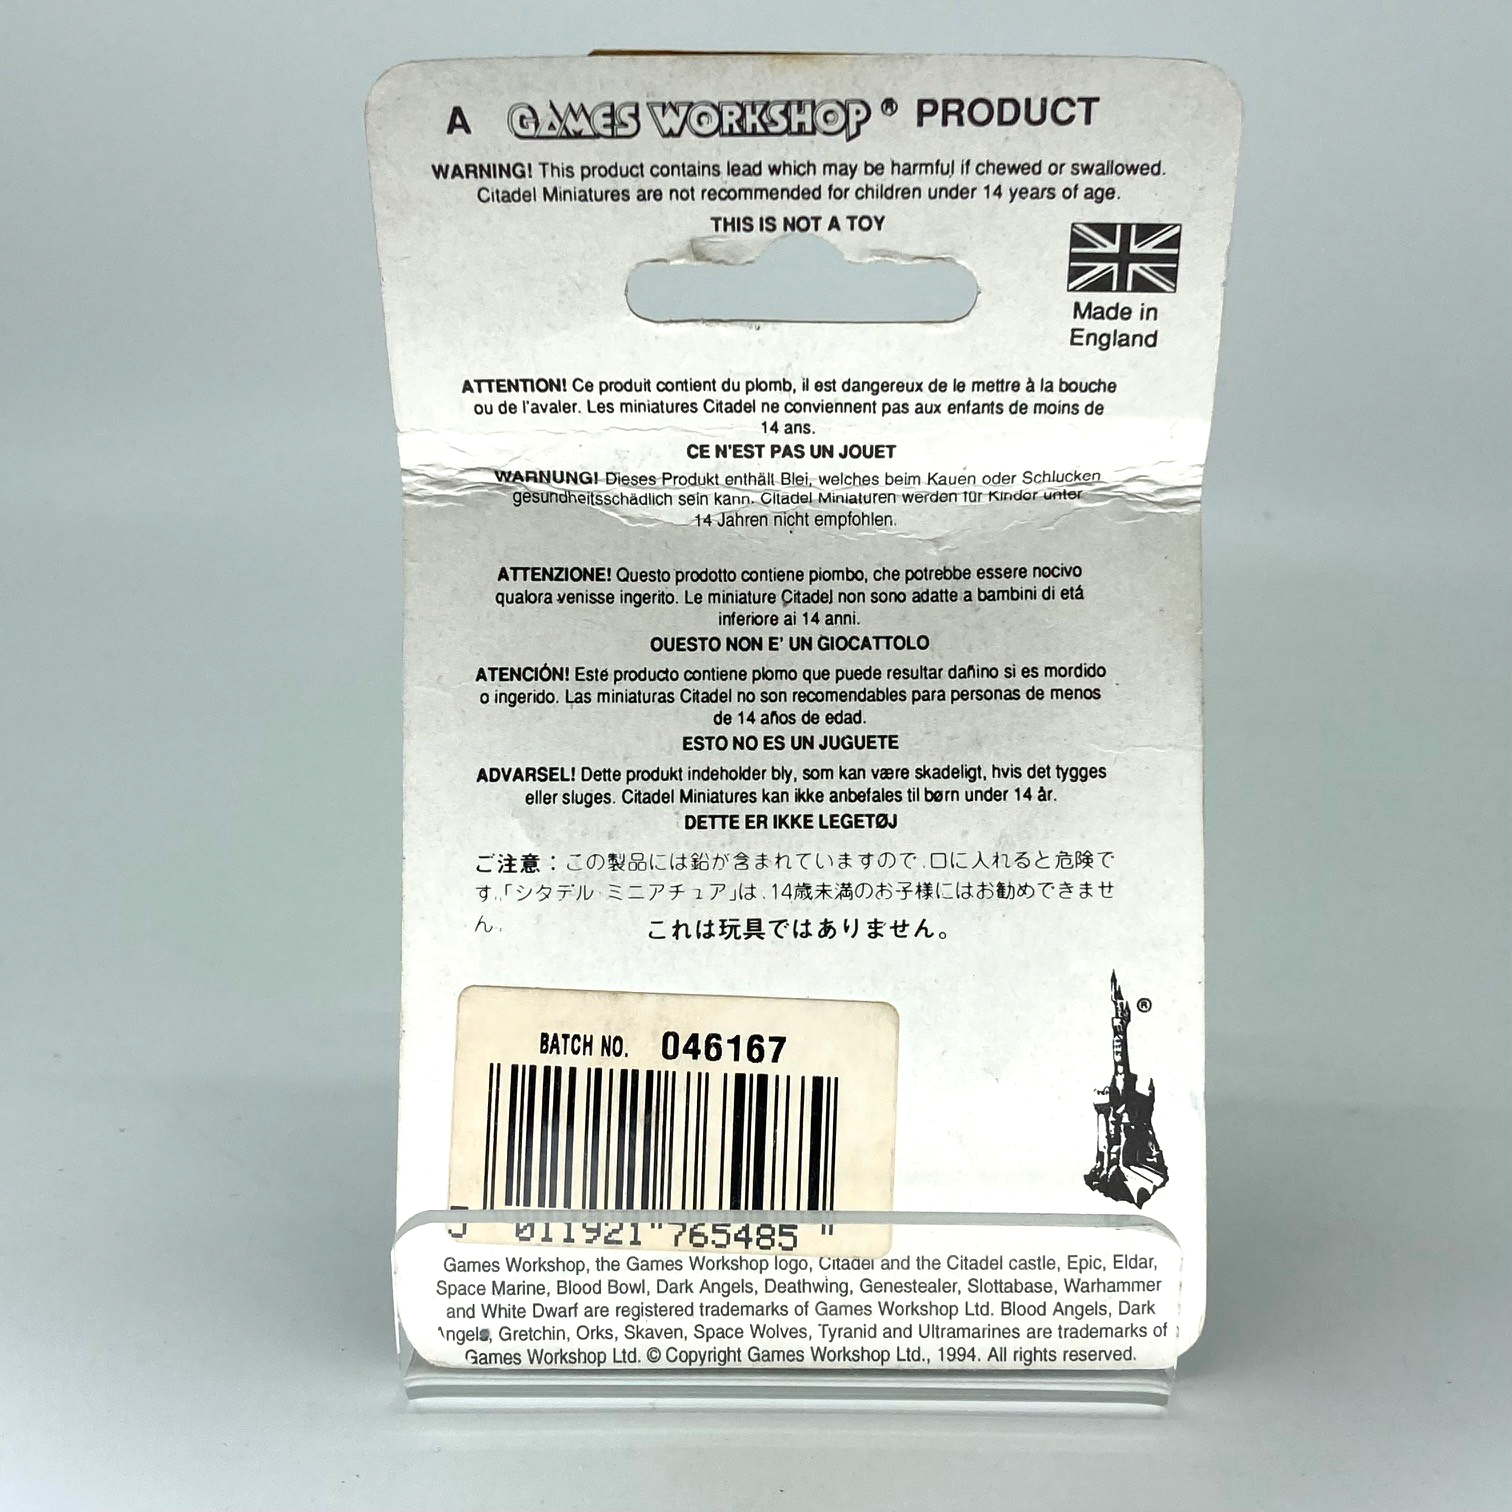 A GAMES WORKSHOP® PRODUCT
WARNING! This product contains lead which may be harmful if chewed or swallowed.
Citadel Miniatures are not recommended for children under 14 years of age.
THIS IS NOT A TOY
Made in
England
ATTENTION! Ce produit contient du plomb, il est dangereux de le mettre à la bouche
ou de l'avaler. Les miniatures Citadel ne conviennent pas aux enfants de moins de
14 ans.
CE N'EST PAS UN JOUET
WARNUNG! Dieses Produkt enthält Blei, welches beim Kauen oder Schlucken
gesundheitsschädlich sein kann. Citadel Miniaturen werden für Kinder unter
14 Jahren nicht empfohlen.
ATTENZIONE! Questo prodotto contiene piombo, che potrebbe essere nocivo
qualora venisse ingerito. Le miniature Citadel non sono adatte a bambini di etá
inferiore ai 14 anni.
QUESTO NON E' UN GIOCATTOLO
ATENCIÓN! Esté producto contiene plomo que puede resultar dañino si es mordido
o ingerido. Las miniaturas Citadel no son recomendables para personas de menos
de 14 años de edad.
ESTO NO ES UN JUGUETE
ADVARSEL! Dette produkt indeholder bly, som kan være skadeligt, hvis det tygges
eller sluges. Citadel Miniatures kan ikke anbefales til børn under 14 år.
DETTE ER IKKE LEGETØJ
ご注意：この製品には鉛が含まれていますので、口に入れると危険で
す。「シタデル・ミニアチュア」は、14歳未満のお子様にはお勧めできませ
ん。
これは玩具ではありません。
®
BATCH NO. 046167
5 011921 "765485 "
Games Workshop, the Games Workshop logo, Citadel and the Citadel castle, Epic, Eldar,
Space Marine, Blood Bowl, Dark Angels, Deathwing, Genestealer, Slottabase, Warhammer
and White Dwarf are registered trademarks of Games Workshop Ltd. Blood Angels, Dark
Angels, Gretchin, Orks, Skaven, Space Wolves, Tyranid and Ultramarines are trademarks of
Games Workshop Ltd. © Copyright Games Workshop Ltd., 1994. All rights reserved.